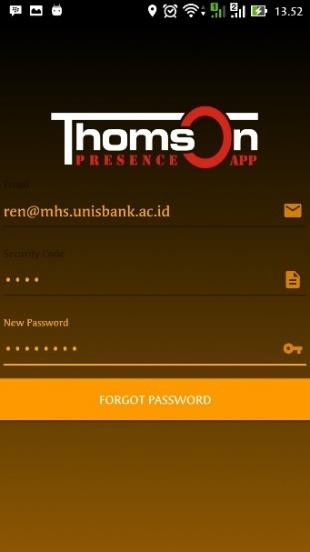 13.52
Thomson
PRESENCE APP
Email
ren@mhs.unisbank.ac.id
Security Code
••••
New Password
••••••••
FORGOT PASSWORD